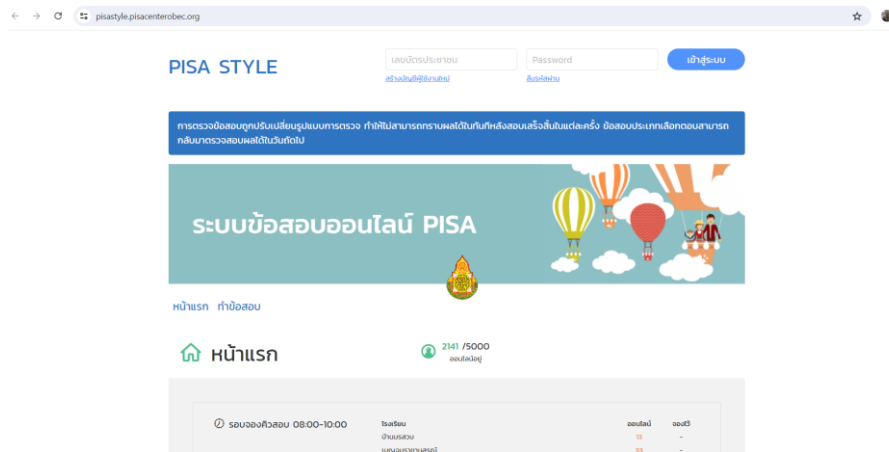 pisastyle.pisacenterobec.org
PISA STYLE
เลขบัตรประชาชน
Password
เข้าสู่ระบบ
สร้างบัญชีผู้ใช้งานใหม่
ลืมรหัสผ่าน
การตรวจข้อสอบถูกปรับเปลี่ยนรูปแบบการตรวจ ทำให้ไม่สามารถทราบผลได้ในทันทีหลังสอบเสร็จสิ้นในแต่ละครั้ง ข้อสอบประเภทเลือกตอบสามารถ
กลับมาตรวจสอบผลได้ในวันถัดไป
ระบบข้อสอบออนไลน์ PISA
หน้าแรก ทำข้อสอบ
หน้าแรก
2141 /5000
ออนไลน์อยู่
รอบจองคิวสอบ 08:00-10:00
โรงเรียน ออนไลน์ จองไว้
13 -
33 -